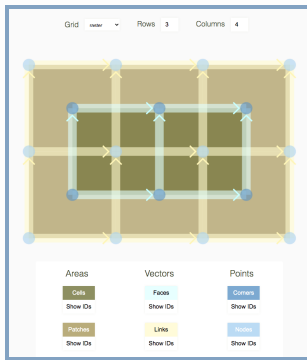 Grid raster Rows 3 Columns 4
Areas Vectors Points
Cells Faces Corners
Show IDs Show IDs Show IDs
Patches Links Nodes
Show IDs Show IDs Show IDs